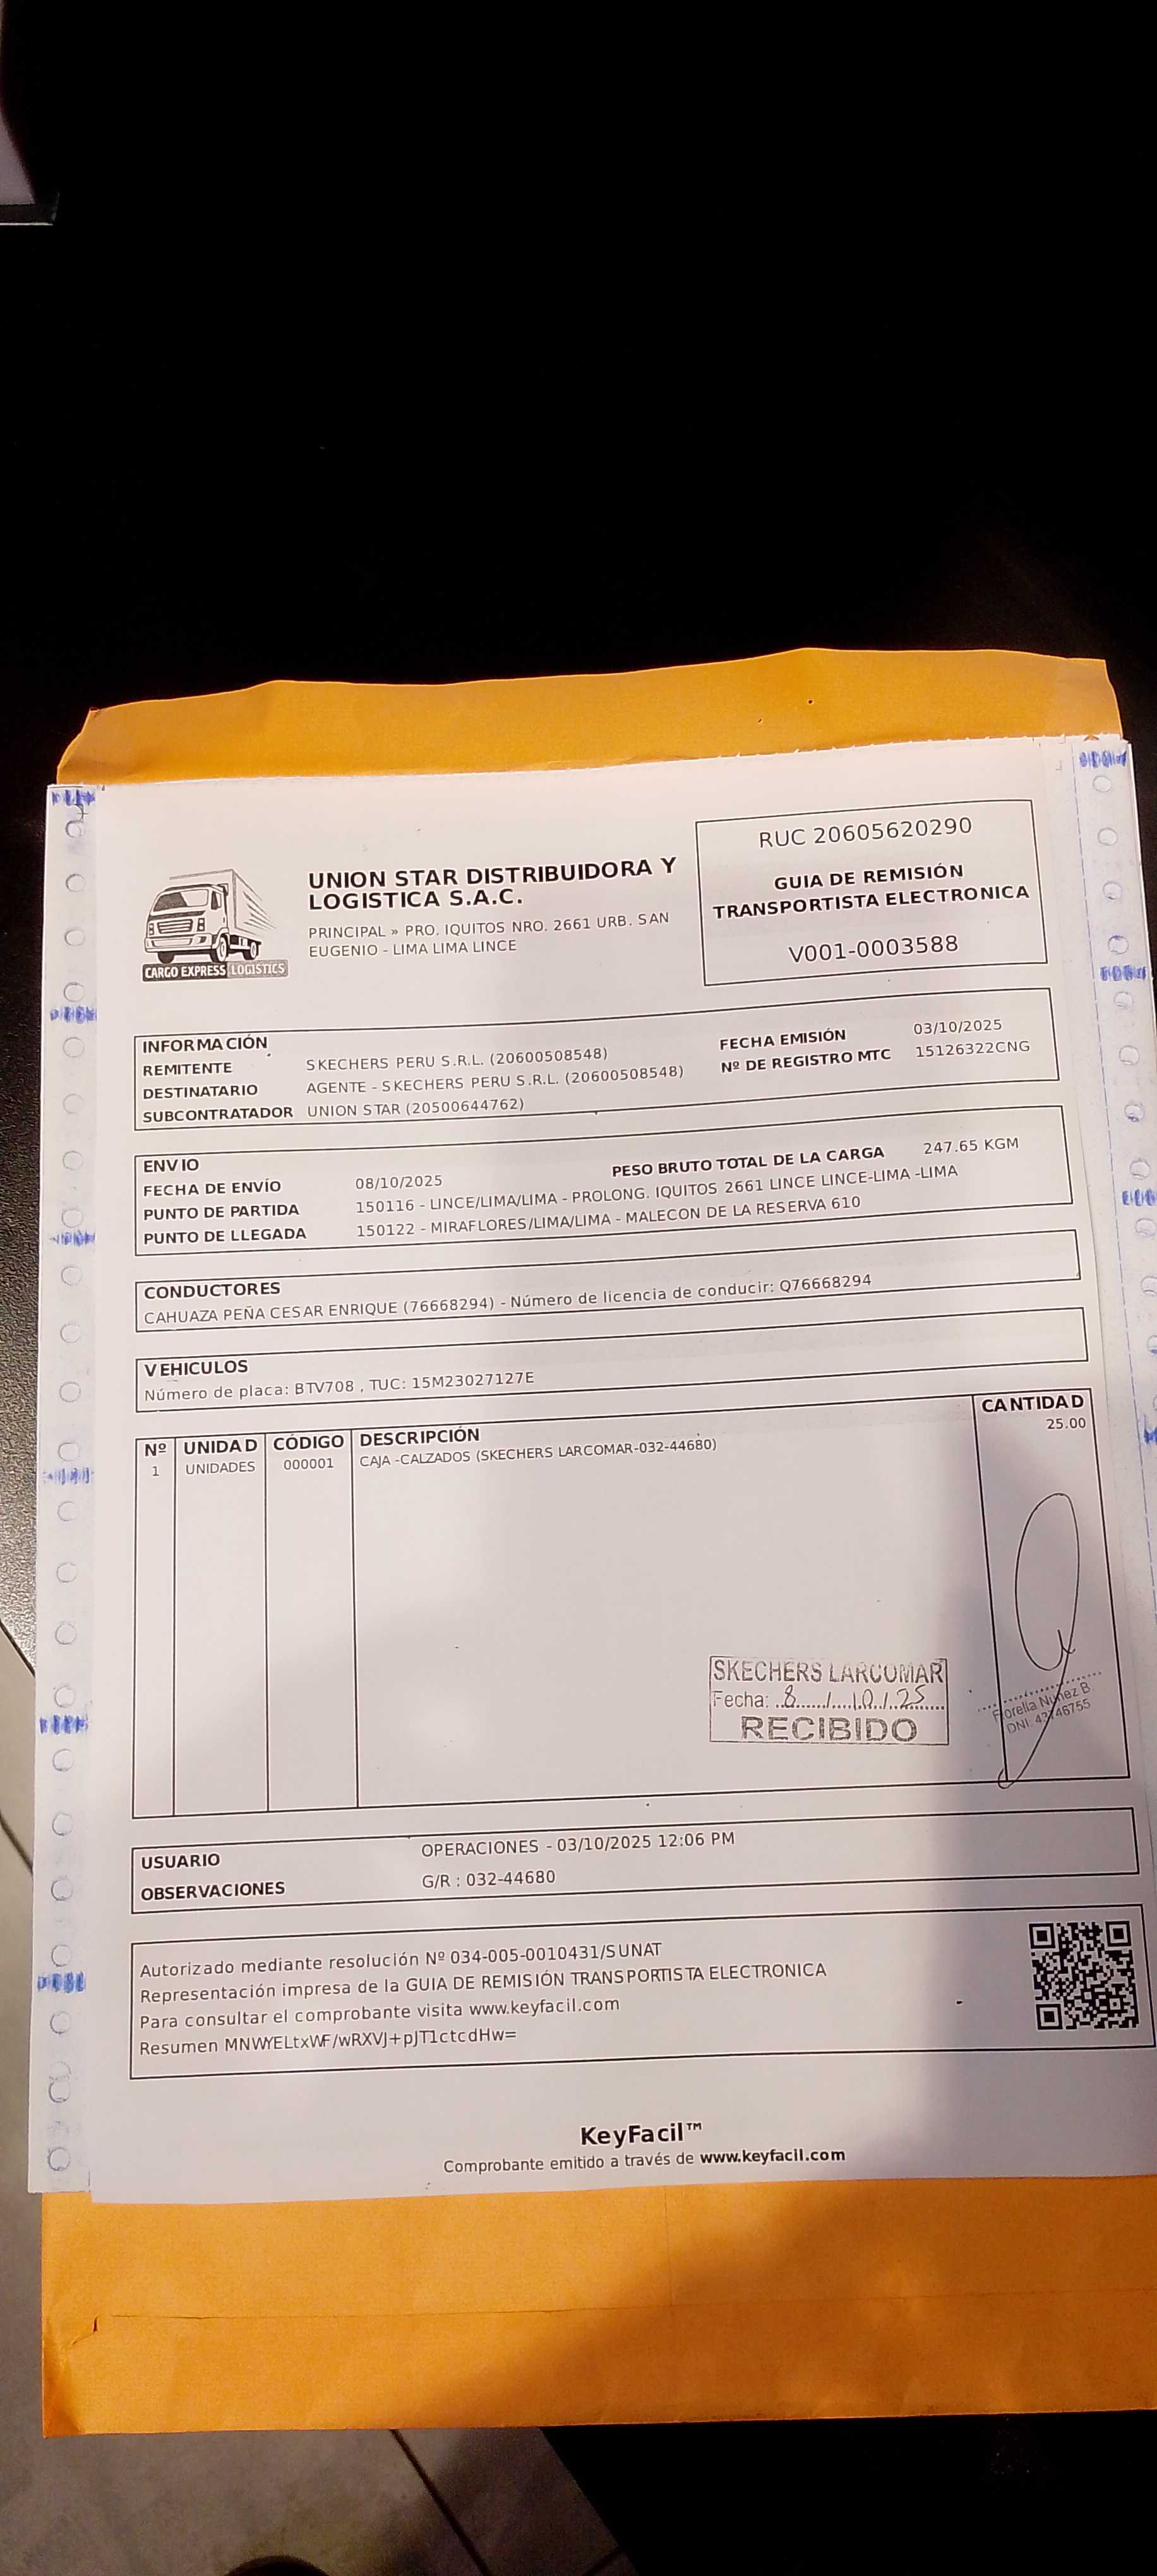 UNION STAR DISTRIBUIDORA Y
LOGISTICA S.A.C.
PRINCIPAL » PRO. IQUITOS NRO. 2661 URB. SAN
EUGENIO - LIMA LIMA LINCE
CARGO EXPRESS LOGISTICS
RUC 20605620290
GUIA DE REMISIÓN
TRANSPORTISTA ELECTRONICA
V001-0003588
INFORMACIÓN
REMITENTE SKECHERS PERU S.R.L. (20600508548) FECHA EMISIÓN 03/10/2025
DESTINATARIO AGENTE - SKECHERS PERU S.R.L. (20600508548) Nº DE REGISTRO MTC 15126322CNG
SUBCONTRATADOR UNION STAR (20500644762)
ENVIO
FECHA DE ENVÍO 08/10/2025 PESO BRUTO TOTAL DE LA CARGA 247.65 KGM
PUNTO DE PARTIDA 150116 - LINCE/LIMA/LIMA - PROLONG. IQUITOS 2661 LINCE LINCE-LIMA -LIMA
PUNTO DE LLEGADA 150122 - MIRAFLORES/LIMA/LIMA - MALECON DE LA RESERVA 610
CONDUCTORES
CAHUAZA PEÑA CESAR ENRIQUE (76668294) - Número de licencia de conducir: Q76668294
VEHICULOS
Número de placa: BTV708 , TUC: 15M23027127E
Nº UNIDAD CÓDIGO DESCRIPCIÓN CANTIDAD
1 UNIDADES 000001 CAJA -CALZADOS (SKECHERS LARCOMAR-032-44680) 25.00
SKECHERS LARCOMAR
Fecha: 8 / 10 / 25
RECIBIDO
Fiorella Nuñez B.
DNI: 43746755
USUARIO OPERACIONES - 03/10/2025 12:06 PM
OBSERVACIONES G/R : 032-44680
Autorizado mediante resolución Nº 034-005-0010431/SUNAT
Representación impresa de la GUIA DE REMISIÓN TRANSPORTISTA ELECTRONICA
Para consultar el comprobante visita www.keyfacil.com
Resumen MNWYELtxWF/wRXVJ+pJT1ctcdHw=
KeyFacil™
Comprobante emitido a través de www.keyfacil.com